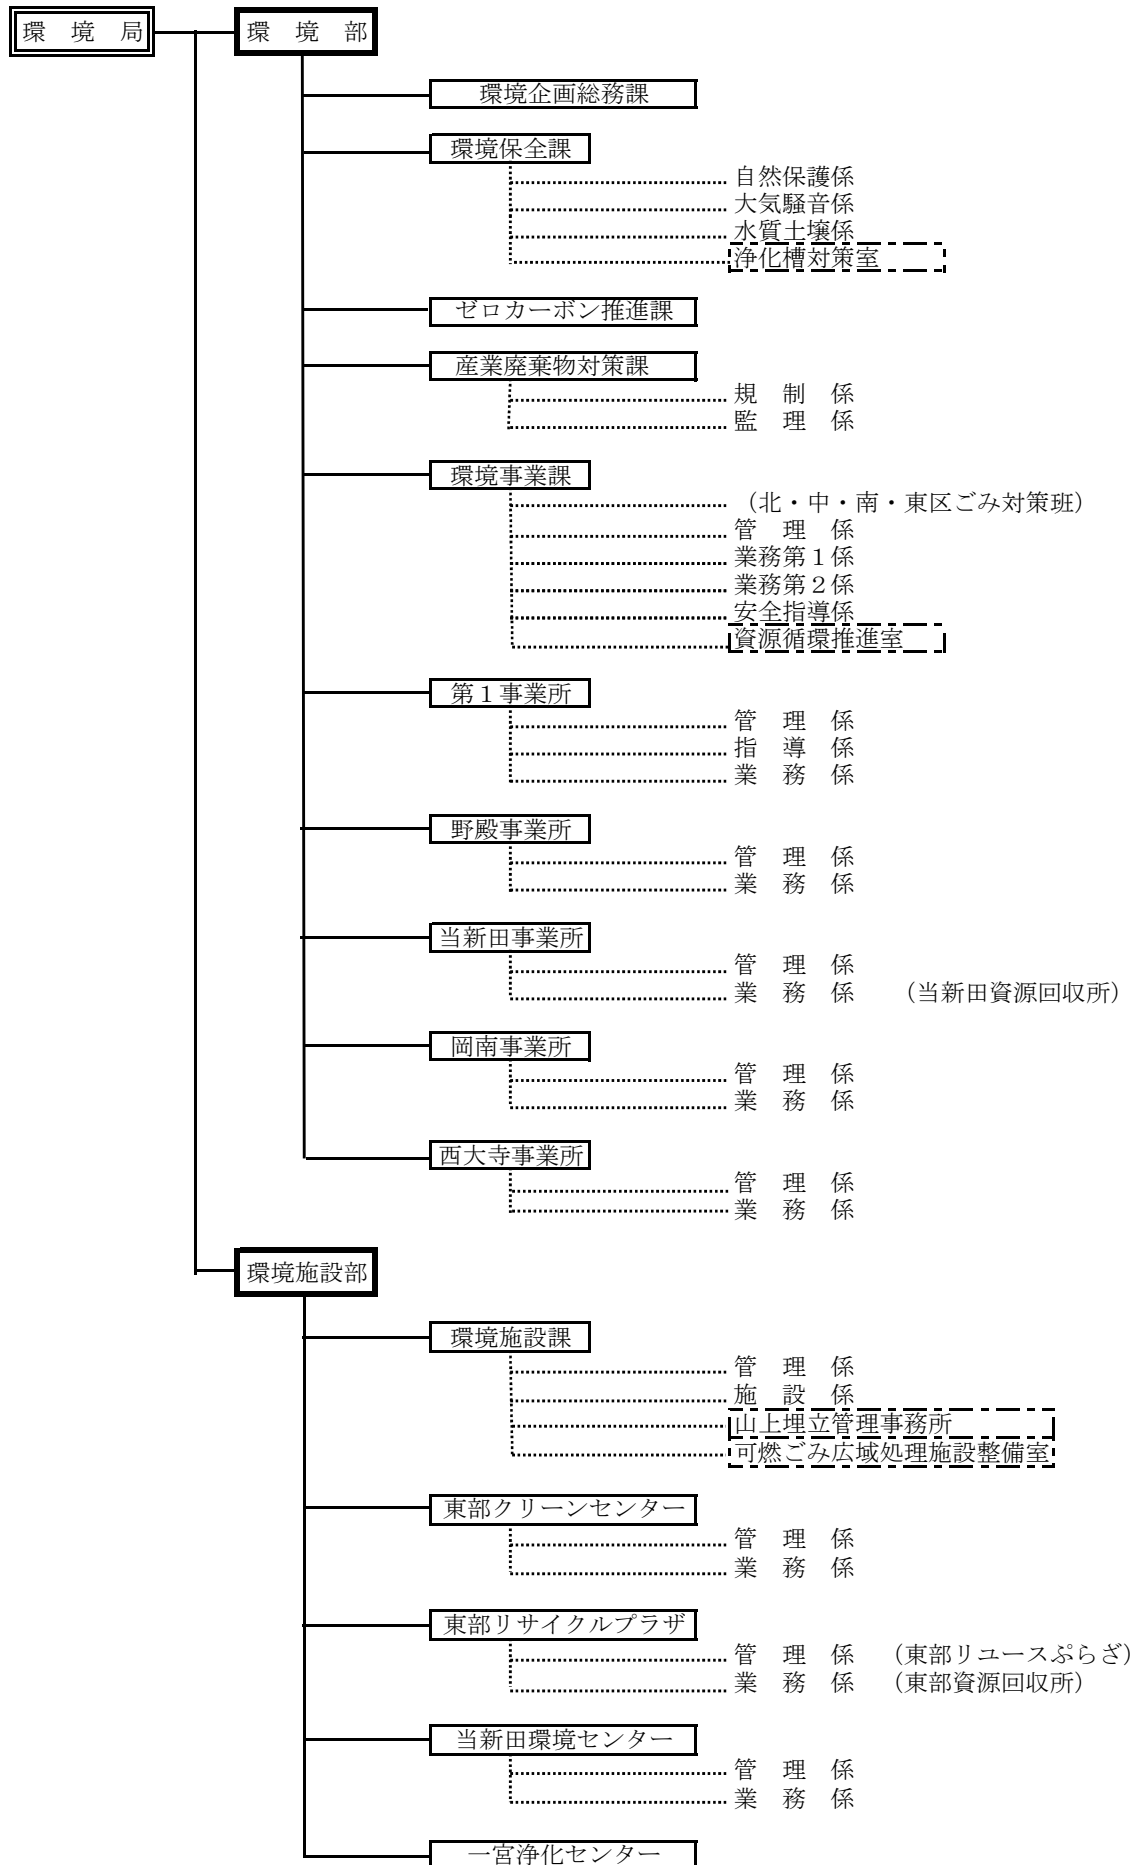 環　境　局　環　境　部
環境企画総務課
環境保全課
自然保護係
大気騒音係
水質土壌係
浄化槽対策室
ゼロカーボン推進課
産業廃棄物対策課
規　制　係
監　理　係
環境事業課
（北・中・南・東区ごみ対策班）
管　理　係
業務第１係
業務第２係
安全指導係
資源循環推進室
第１事業所
管　理　係
指　導　係
業　務　係
野殿事業所
管　理　係
業　務　係
当新田事業所
管　理　係
業　務　係　（当新田資源回収所）
岡南事業所
管　理　係
業　務　係
西大寺事業所
管　理　係
業　務　係
環境施設部
環境施設課
管　理　係
施　設　係
山上埋立管理事務所
可燃ごみ広域処理施設整備室
東部クリーンセンター
管　理　係
業　務　係
東部リサイクルプラザ
管　理　係　（東部リユースぷらざ）
業　務　係　（東部資源回収所）
当新田環境センター
管　理　係
業　務　係
一宮浄化センター